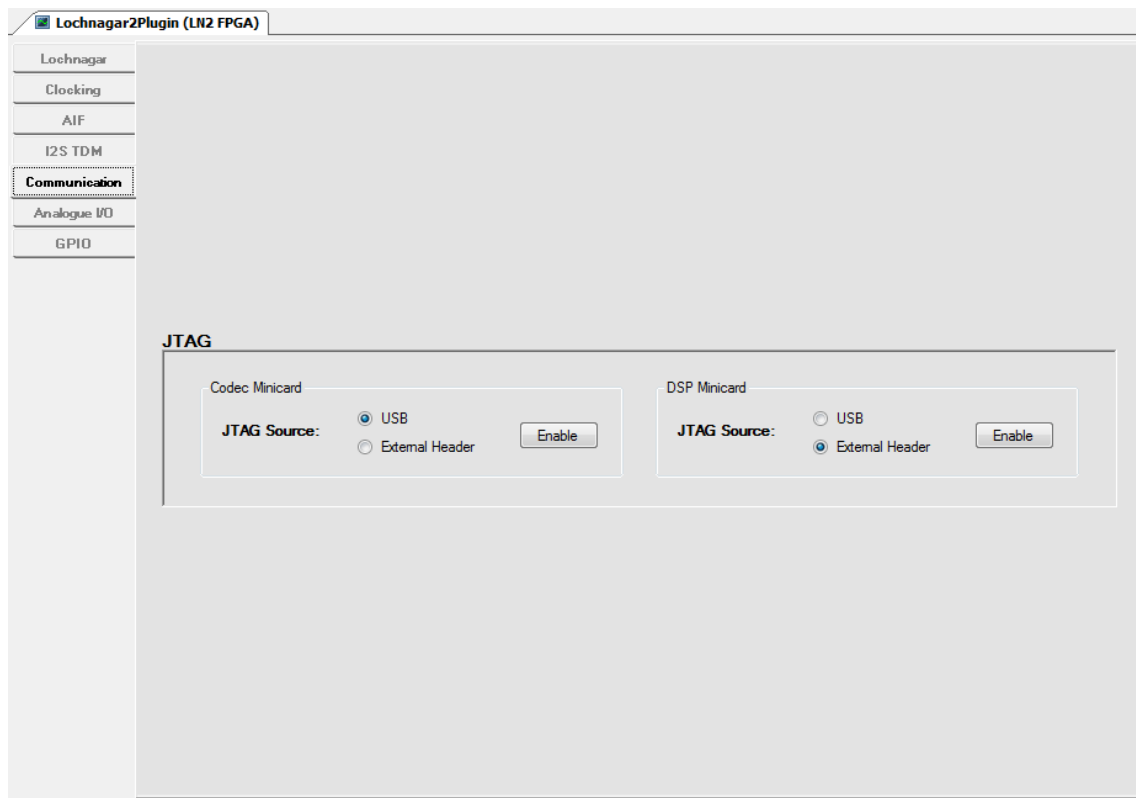 Lochnagar2Plugin (LN2 FPGA)
Lochnagar
Clocking
AIF
I2S TDM
Communication
Analogue I/O
GPIO
JTAG
Codec Minicard
JTAG Source:
USB
External Header
Enable
DSP Minicard
JTAG Source:
USB
External Header
Enable